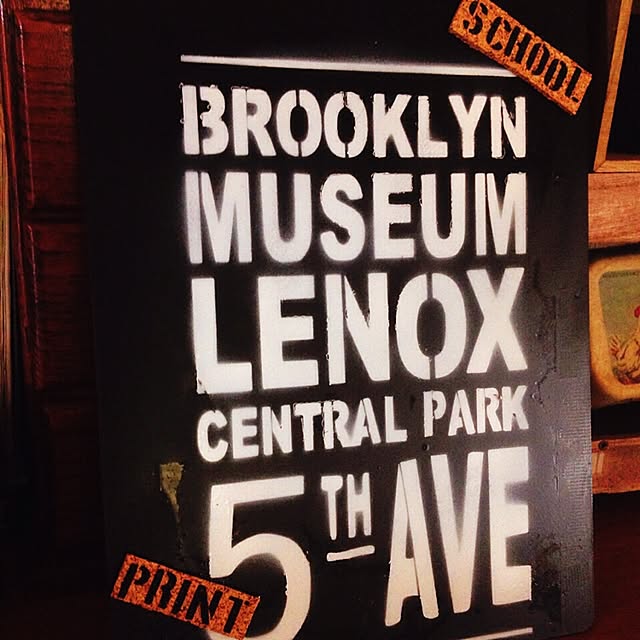 SCHOOL
BROOKLYN
MUSEUM
LENOX
CENTRAL PARK
5TH AVE
PRINT